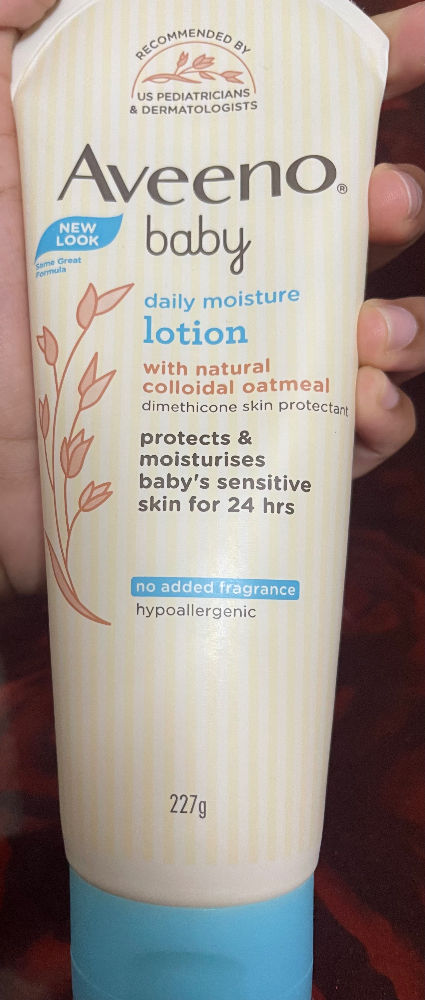 RECOMMENDED BY
US PEDIATRICIANS
& DERMATOLOGISTS
Aveeno®
baby
NEW
LOOK
Same Great
Formula
daily moisture
lotion
with natural
colloidal oatmeal
dimethicone skin protectant
protects &
moisturises
baby's sensitive
skin for 24 hrs
no added fragrance
hypoallergenic
227g